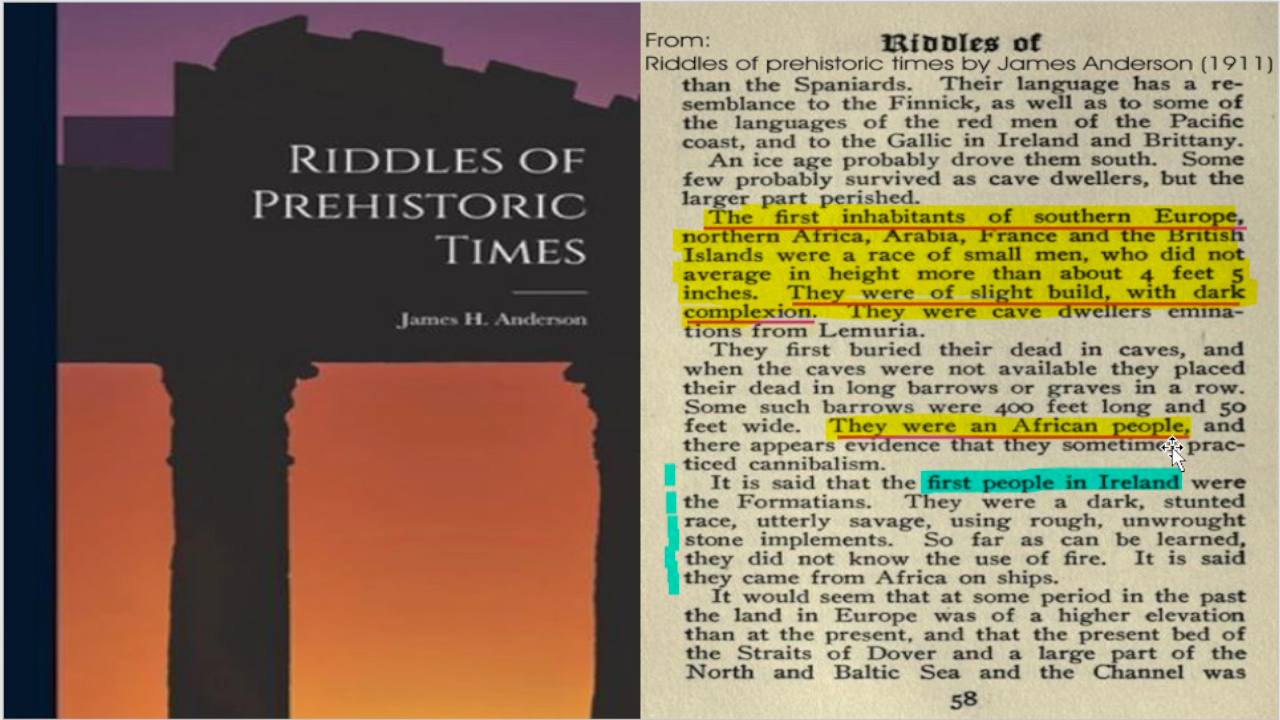 RIDDLES OF
PREHISTORIC
TIMES
James H. Anderson
Riddles of
From:
Riddles of prehistoric times by James Anderson (1911)
than the Spaniards. Their language has a re-
semblance to the Finnick, as well as to some of
the languages of the red men of the Pacific
coast, and to the Gallic in Ireland and Brittany.
An ice age probably drove them south. Some
few probably survived as cave dwellers, but the
larger part perished.
The first inhabitants of southern Europe,
northern Africa, Arabia, France and the British
Islands were a race of small men, who did not
average in height more than about 4 feet 5
inches. They were of slight build, with dark
complexion. They were cave dwellers emina-
tions from Lemuria.
They first buried their dead in caves, and
when the caves were not available they placed
their dead in long barrows or graves in a row.
Some such barrows were 400 feet long and 50
feet wide. They were an African people, and
there appears evidence that they sometimes prac-
ticed cannibalism.
It is said that the first people in Ireland were
the Formatians. They were a dark, stunted
race, utterly savage, using rough, unwrought
stone implements. So far as can be learned,
they did not know the use of fire. It is said
they came from Africa on ships.
It would seem that at some period in the past
the land in Europe was of a higher elevation
than at the present, and that the present bed of
the Straits of Dover and a large part of the
North and Baltic Sea and the Channel was
58